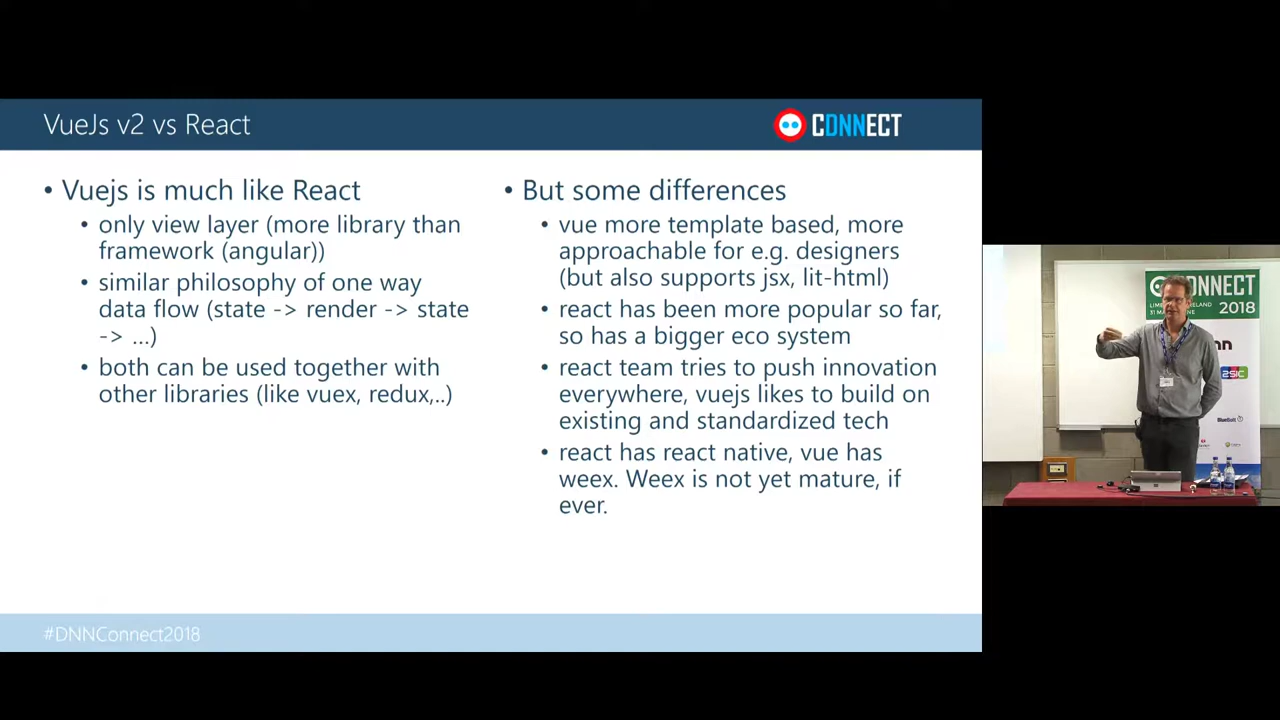 VueJs v2 vs React
CONNECT
• Vuejs is much like React
• only view layer (more library than
framework (angular))
• similar philosophy of one way
data flow (state -> render -> state
-> ...)
• both can be used together with
other libraries (like vuex, redux,..)
• But some differences
• vue more template based, more
approachable for e.g. designers
(but also supports jsx, lit-html)
• react has been more popular so far,
so has a bigger eco system
• react team tries to push innovation
everywhere, vuejs likes to build on
existing and standardized tech
• react has react native, vue has
weex. Weex is not yet mature, if
ever.
#DNNConnect2018
2018
2SIC